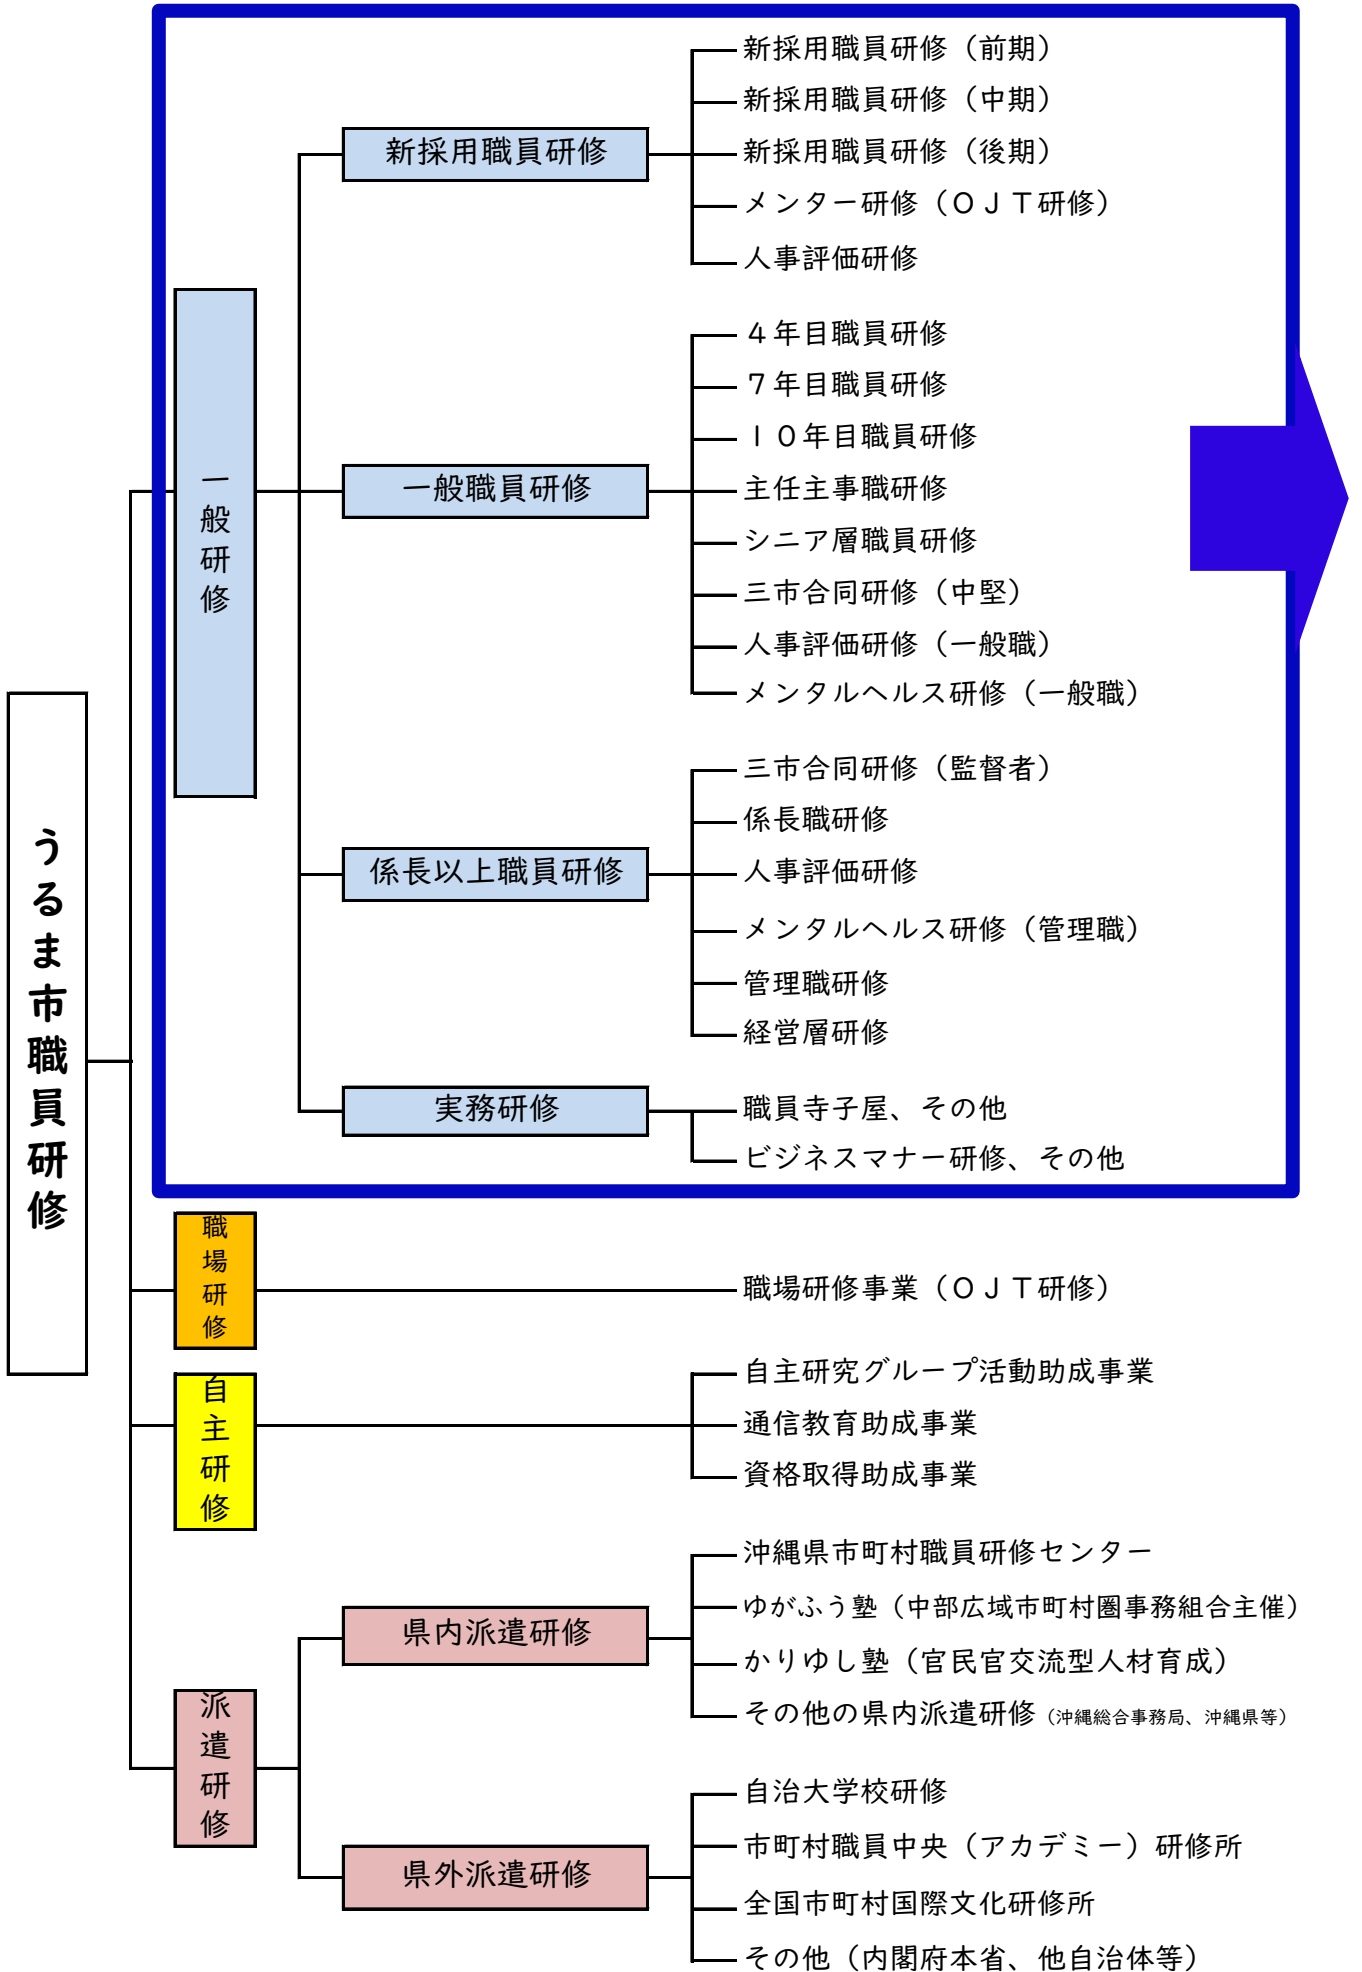 うるま市職員研修
一般研修
新採用職員研修
新採用職員研修（前期）
新採用職員研修（中期）
新採用職員研修（後期）
メンター研修（ＯＪＴ研修）
人事評価研修
一般職員研修
４年目職員研修
７年目職員研修
１０年目職員研修
主任主事職研修
シニア層職員研修
三市合同研修（中堅）
人事評価研修（一般職）
メンタルヘルス研修（一般職）
係長以上職員研修
三市合同研修（監督者）
係長職研修
人事評価研修
メンタルヘルス研修（管理職）
管理職研修
経営層研修
実務研修
職員寺子屋、その他
ビジネスマナー研修、その他
職場研修
職場研修事業（ＯＪＴ研修）
自主研修
自主研究グループ活動助成事業
通信教育助成事業
資格取得助成事業
派遣研修
県内派遣研修
沖縄県市町村職員研修センター
ゆがふう塾（中部広域市町村圏事務組合主催）
かりゆし塾（官民官交流型人材育成）
その他の県内派遣研修（沖縄総合事務局、沖縄県等）
県外派遣研修
自治大学校研修
市町村職員中央（アカデミー）研修所
全国市町村国際文化研修所
その他（内閣府本省、他自治体等）